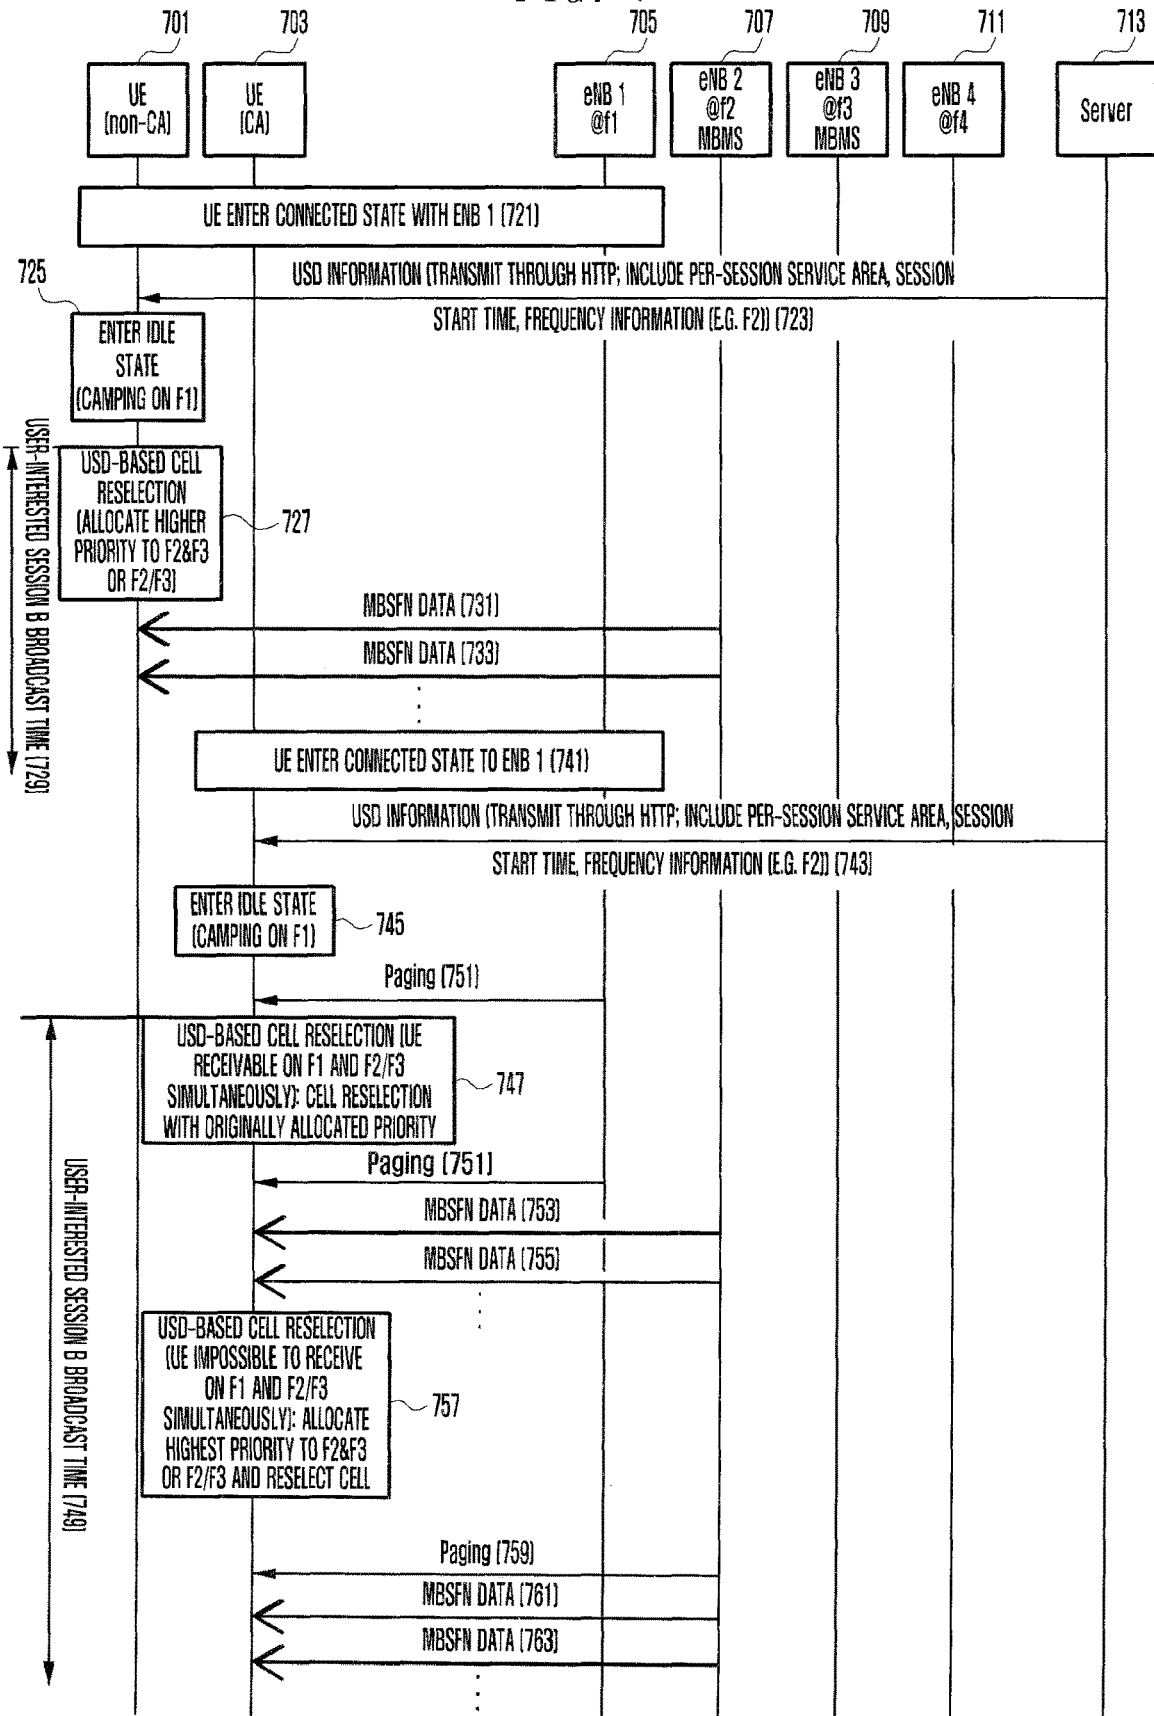 701
703
705
707
709
711
713
UE
(non-CA)
UE
(CA)
eNB 1
@f1
eNB 2
@f2
MBMS
eNB 3
@f3
MBMS
eNB 4
@f4
Server
UE ENTER CONNECTED STATE WITH ENB 1 (721)
725
USD INFORMATION (TRANSMIT THROUGH HTTP; INCLUDE PER-SESSION SERVICE AREA, SESSION
START TIME, FREQUENCY INFORMATION (E.G. F2)) (723)
ENTER IDLE
STATE
(CAMPING ON F1)
USER-INTERESTED SESSION B BROADCAST TIME (729)
USD-BASED CELL
RESELECTION
(ALLOCATE HIGHER
PRIORITY TO F2&F3
OR F2/F3)
727
MBSFN DATA (731)
MBSFN DATA (733)
UE ENTER CONNECTED STATE TO ENB 1 (741)
USD INFORMATION (TRANSMIT THROUGH HTTP; INCLUDE PER-SESSION SERVICE AREA, SESSION
START TIME, FREQUENCY INFORMATION (E.G. F2)) (743)
ENTER IDLE STATE
(CAMPING ON F1)
745
Paging (751)
USD-BASED CELL RESELECTION (UE
RECEIVABLE ON F1 AND F2/F3
SIMULTANEOUSLY): CELL RESELECTION
WITH ORIGINALLY ALLOCATED PRIORITY
747
USER-INTERESTED SESSION B BROADCAST TIME (749)
Paging (751)
MBSFN DATA (753)
MBSFN DATA (755)
USD-BASED CELL RESELECTION
(UE IMPOSSIBLE TO RECEIVE
ON F1 AND F2/F3
SIMULTANEOUSLY): ALLOCATE
HIGHEST PRIORITY TO F2&F3
OR F2/F3 AND RESELECT CELL
757
Paging (759)
MBSFN DATA (761)
MBSFN DATA (763)